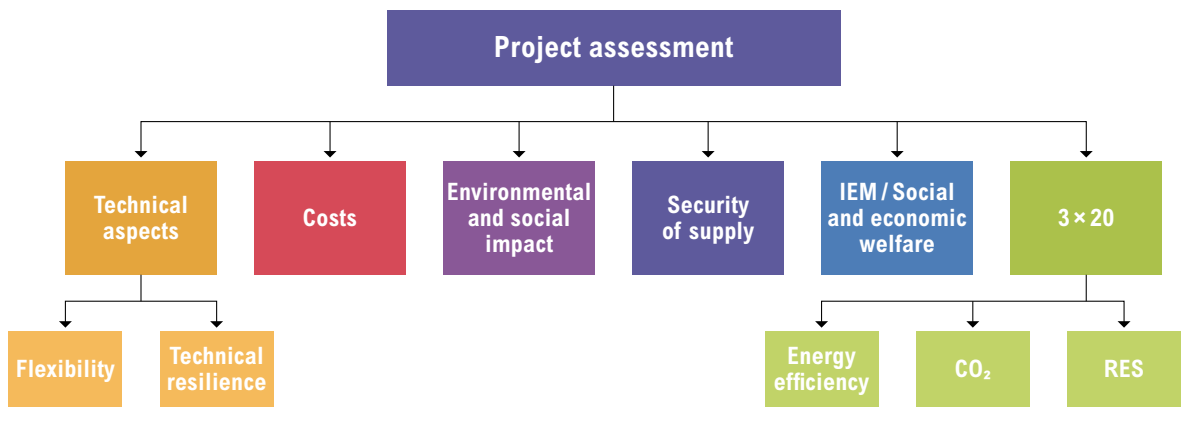 Project assessment
Technical
aspects
Costs
Environmental
and social
impact
Security
of supply
IEM / Social
and economic
welfare
3 × 20
Flexibility
Technical
resilience
Energy
efficiency
CO₂
RES